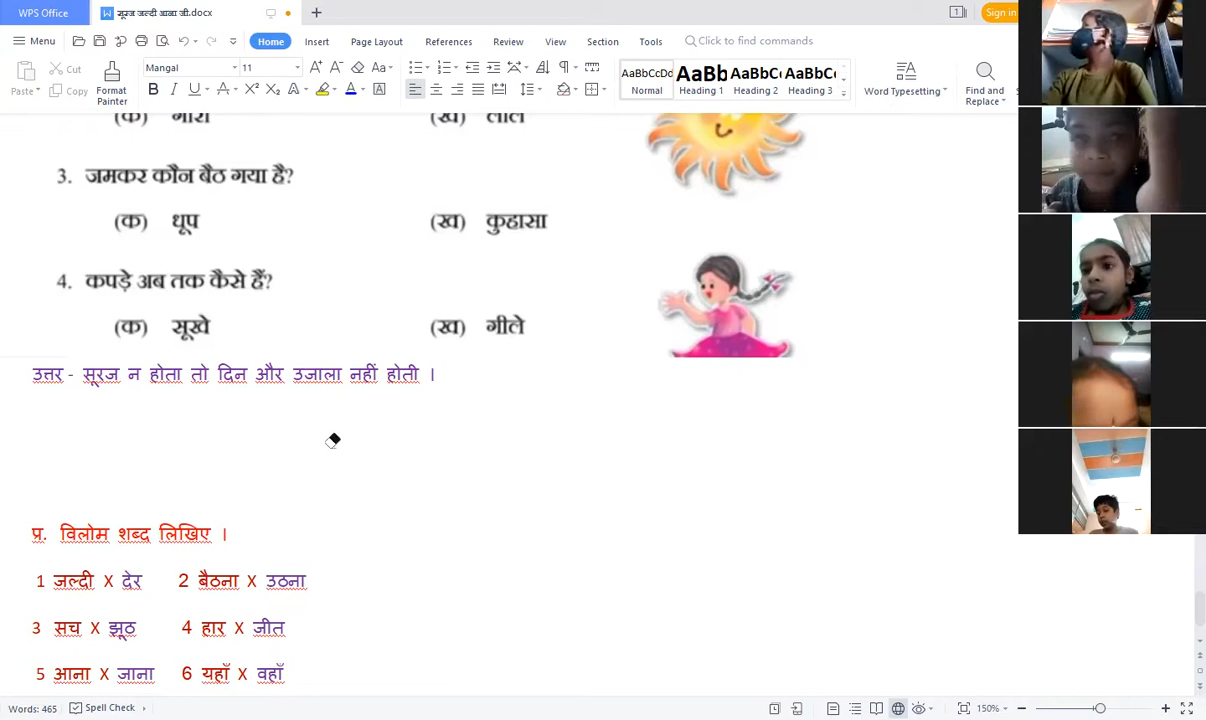 WPS Office
सूरज जल्दी आना जी.docx
+
1
Sign in
Menu
Home
Insert
Page Layout
References
Review
View
Section
Tools
Click to find commands
Paste
Cut
Copy
Format Painter
Mangal
11
AaBbCcDd
Normal
AaBb
Heading 1
AaBbC
Heading 2
AaBbC
Heading 3
Word Typesetting
Find and Replace
(क) गोरा (ख) लाल
3. जमकर कौन बैठ गया है?
(क) धूप (ख) कुहासा
4. कपड़े अब तक कैसे हैं?
(क) सूखे (ख) गीले
उत्तर - सूरज न होता तो दिन और उजाला नहीं होती ।
प्र. विलोम शब्द लिखिए ।
1 जल्दी X देर 2 बैठना X उठना
3 सच X झूठ 4 हार X जीत
5 आना X जाना 6 यहाँ X वहाँ
Words: 465
Spell Check
150%